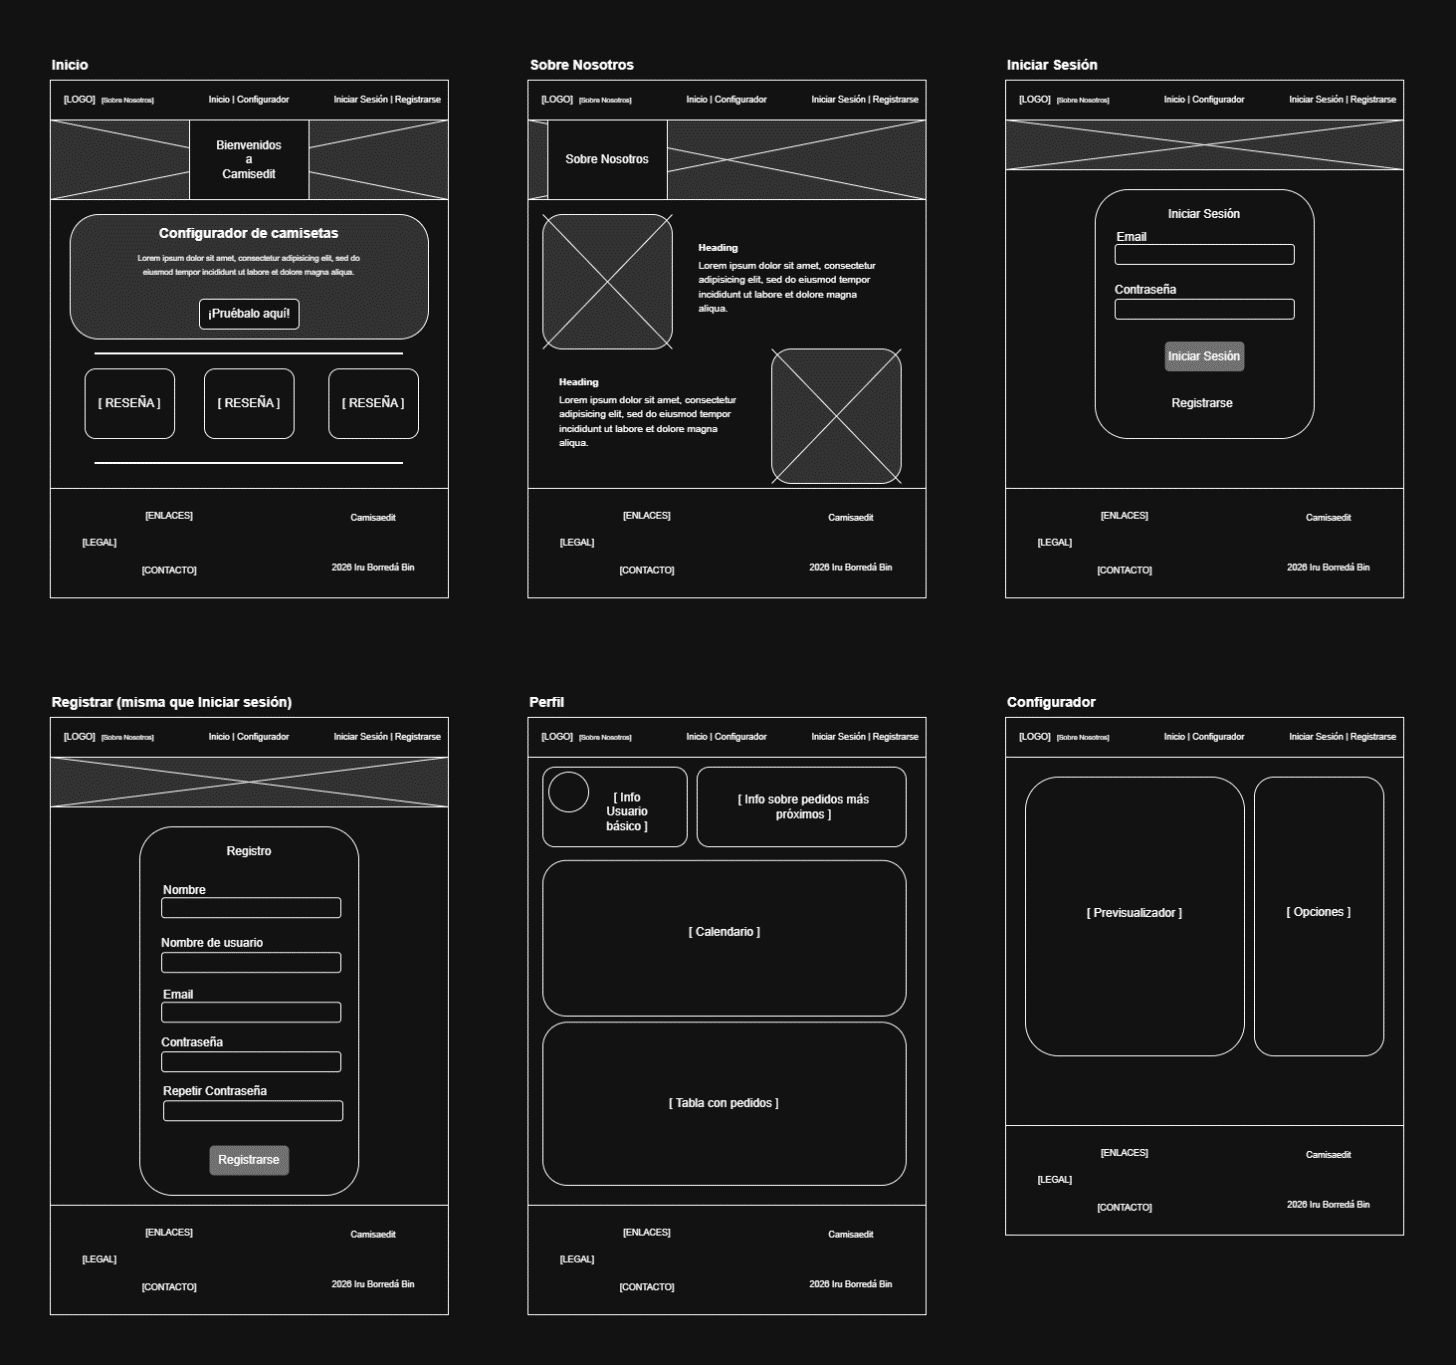 Inicio
[LOGO] [Sobre Nosotros] Inicio | Configurador Iniciar Sesión | Registrarse
Bienvenidos
a
Camisedit
Configurador de camisetas
Lorem ipsum dolor sit amet, consectetur adipisicing elit, sed do
eiusmod tempor incididunt ut labore et dolore magna aliqua.
¡Pruébalo aquí!
[ RESEÑA ] [ RESEÑA ] [ RESEÑA ]
[ENLACES] Camisaedit
[LEGAL]
[CONTACTO] 2026 Iru Borredá Bin
Sobre Nosotros
[LOGO] [Sobre Nosotros] Inicio | Configurador Iniciar Sesión | Registrarse
Sobre Nosotros
Heading
Lorem ipsum dolor sit amet, consectetur
adipisicing elit, sed do eiusmod tempor
incididunt ut labore et dolore magna
aliqua.
Heading
Lorem ipsum dolor sit amet, consectetur
adipisicing elit, sed do eiusmod tempor
incididunt ut labore et dolore magna
aliqua.
[ENLACES] Camisaedit
[LEGAL]
[CONTACTO] 2026 Iru Borredá Bin
Iniciar Sesión
[LOGO] [Sobre Nosotros] Inicio | Configurador Iniciar Sesión | Registrarse
Iniciar Sesión
Email
Contraseña
Iniciar Sesión
Registrarse
[ENLACES] Camisaedit
[LEGAL]
[CONTACTO] 2026 Iru Borredá Bin
Registrar (misma que Iniciar sesión)
[LOGO] [Sobre Nosotros] Inicio | Configurador Iniciar Sesión | Registrarse
Registro
Nombre
Nombre de usuario
Email
Contraseña
Repetir Contraseña
Registrarse
[ENLACES] Camisaedit
[LEGAL]
[CONTACTO] 2026 Iru Borredá Bin
Perfil
[LOGO] [Sobre Nosotros] Inicio | Configurador Iniciar Sesión | Registrarse
[ Info
Usuario
básico ]
[ Info sobre pedidos más
próximos ]
[ Calendario ]
[ Tabla con pedidos ]
[ENLACES] Camisaedit
[LEGAL]
[CONTACTO] 2026 Iru Borredá Bin
Configurador
[LOGO] [Sobre Nosotros] Inicio | Configurador Iniciar Sesión | Registrarse
[ Previsualizador ] [ Opciones ]
[ENLACES] Camisaedit
[LEGAL]
[CONTACTO] 2026 Iru Borredá Bin